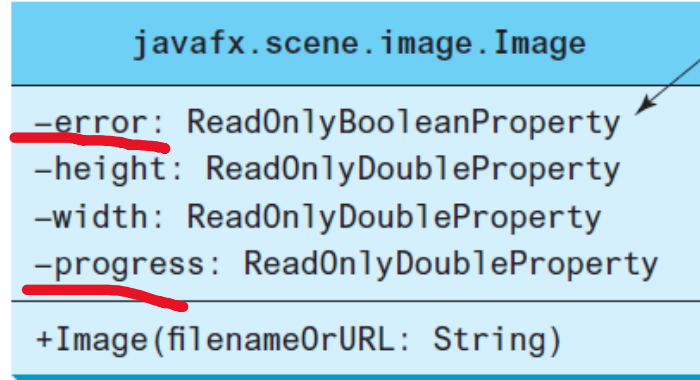 javafx.scene.image.Image
–error: ReadOnlyBooleanProperty
–height: ReadOnlyDoubleProperty
–width: ReadOnlyDoubleProperty
–progress: ReadOnlyDoubleProperty
+Image(filenameOrURL: String)